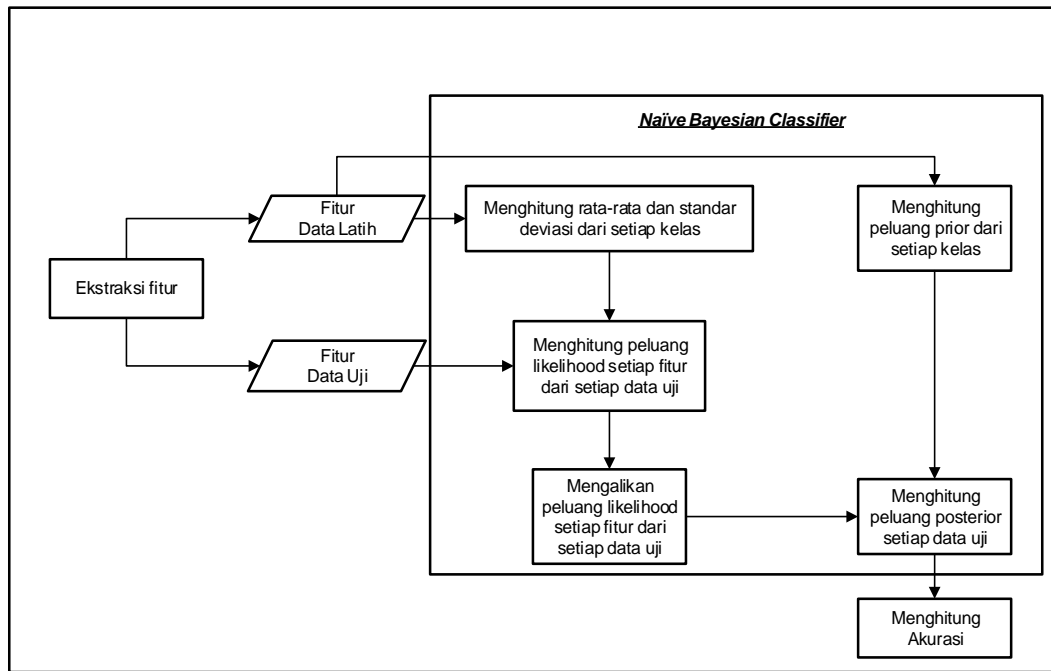 Naïve Bayesian Classifier
Fitur
Data Latih
Menghitung rata-rata dan standar
deviasi dari setiap kelas
Menghitung
peluang prior dari
setiap kelas
Ekstraksi fitur
Fitur
Data Uji
Menghitung peluang
likelihood setiap fitur
dari setiap data uji
Mengalikan
peluang likelihood
setiap fitur dari
setiap data uji
Menghitung
peluang posterior
setiap data uji
Menghitung
Akurasi